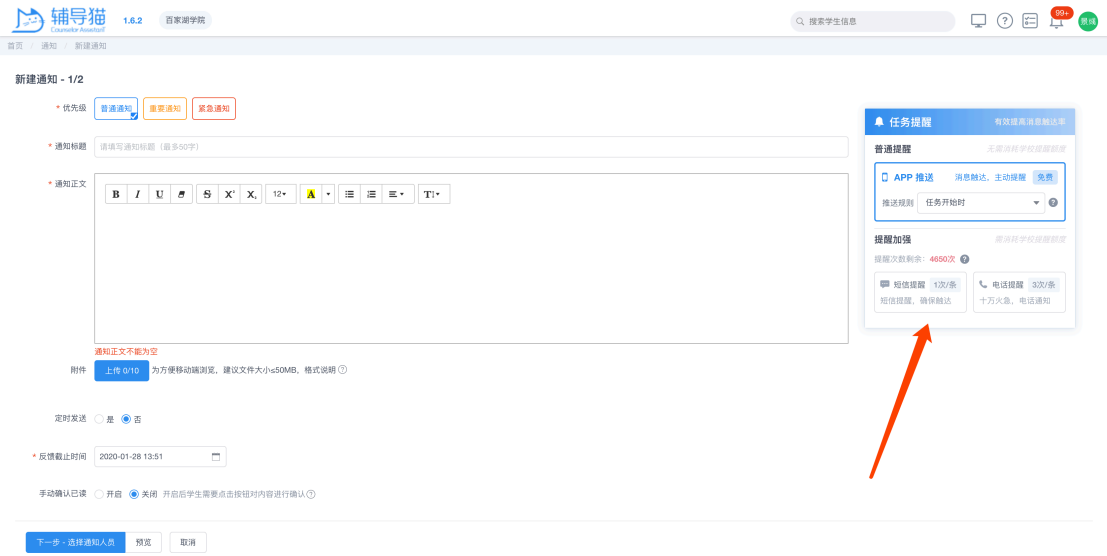 辅导猫
Counselor Assistant
1.6.2
百家湖学院
搜索学生信息
99+
首页 / 通知 / 新建通知
新建通知 - 1/2
* 优先级 普通通知 重要通知 紧急通知
* 通知标题 请填写通知标题（最多50字）
* 通知正文
B I U S X² X₂ 12 A T
通知正文不能为空
附件 上传 0/10 为方便移动端浏览，建议文件大小≤50MB，格式说明 ?
定时发送 是 否
* 反馈截止时间 2020-01-28 13:51
手动确认已读 开启 关闭 开启后学生需要点击按钮对内容进行确认 ?
下一步 - 选择通知人员 预览 取消
任务提醒 有效提高消息触达率
普通提醒 无需消耗学校提醒额度
APP 推送 消息触达，主动提醒 免费
推送规则 任务开始时 ?
提醒加强 需消耗学校提醒额度
提醒次数剩余：4650次 ?
短信提醒 1次/条
短信提醒，确保触达
电话提醒 3次/条
十万火急，电话通知